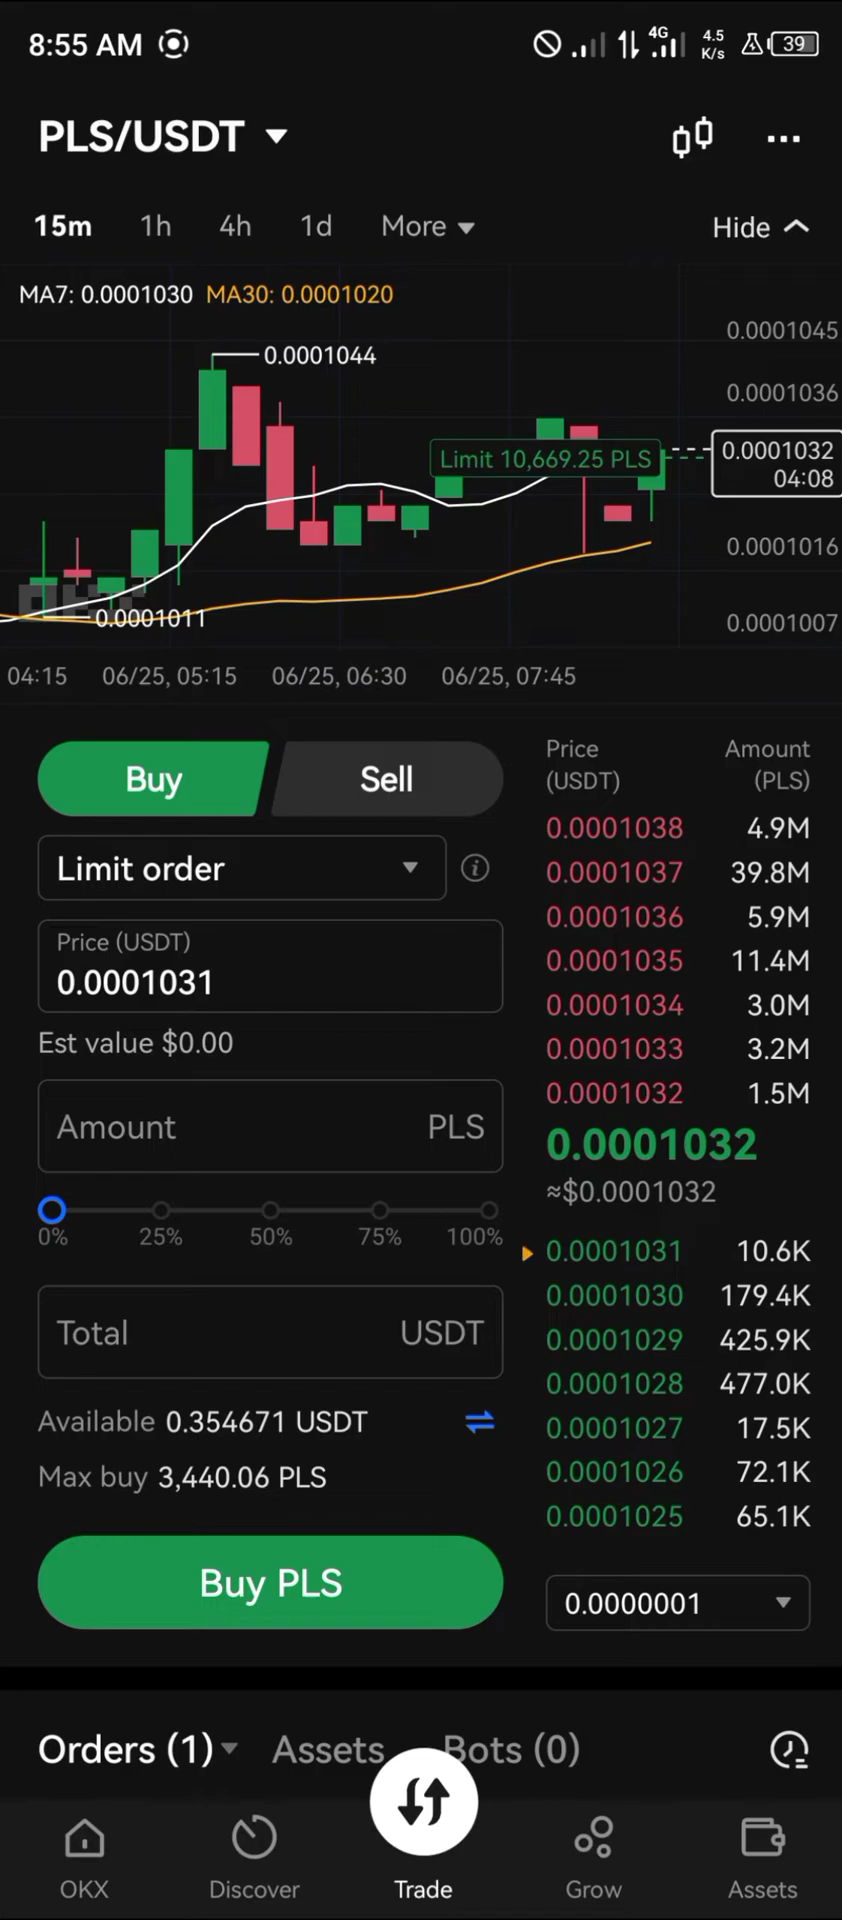 8:55 AM
4G
4.5
K/s
39
PLS/USDT
15m 1h 4h 1d More Hide
MA7: 0.0001030 MA30: 0.0001020
0.0001045
0.0001044
0.0001036
Limit 10,669.25 PLS
0.0001032
04:08
0.0001016
0.0001011
0.0001007
04:15 06/25, 05:15 06/25, 06:30 06/25, 07:45
Buy Sell
Limit order
Price (USDT)
0.0001031
Est value $0.00
Amount PLS
0% 25% 50% 75% 100%
Total USDT
Available 0.354671 USDT
Max buy 3,440.06 PLS
Buy PLS
Price Amount
(USDT) (PLS)
0.0001038 4.9M
0.0001037 39.8M
0.0001036 5.9M
0.0001035 11.4M
0.0001034 3.0M
0.0001033 3.2M
0.0001032 1.5M
0.0001032
≈$0.0001032
0.0001031 10.6K
0.0001030 179.4K
0.0001029 425.9K
0.0001028 477.0K
0.0001027 17.5K
0.0001026 72.1K
0.0001025 65.1K
0.0000001
Orders (1) Assets Bots (0)
OKX Discover Trade Grow Assets